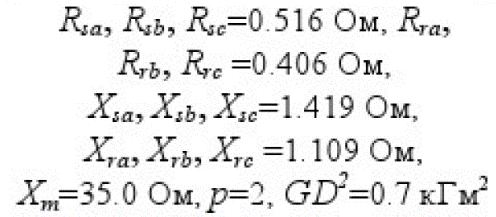 Rsa, Rsb, Rsc=0.516 Ом, Rra,
Rrb, Rrc =0.406 Ом,
Xsa, Xsb, Xsc=1.419 Ом,
Xra, Xrb, Xrc =1.109 Ом,
Xm=35.0 Ом, p=2, GD²=0.7 кГм²